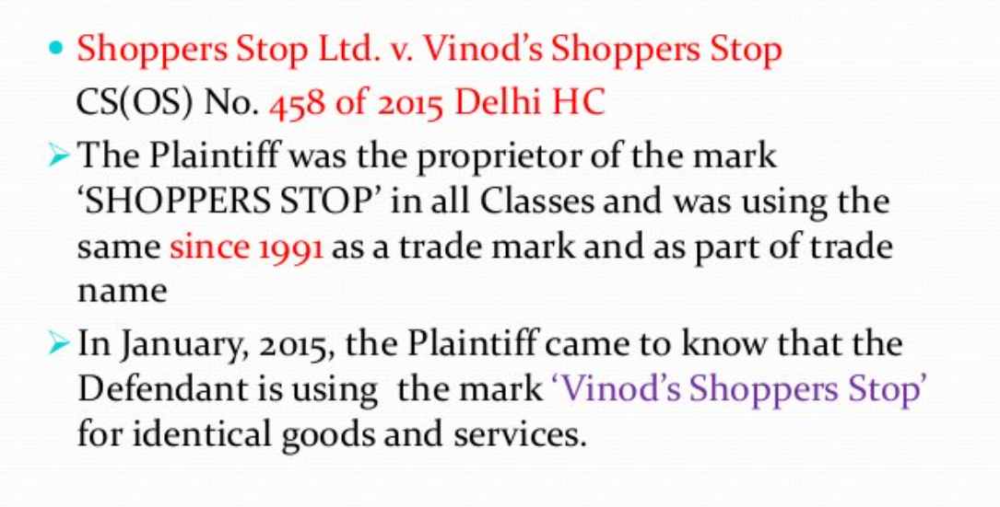 • Shoppers Stop Ltd. v. Vinod’s Shoppers Stop
CS(OS) No. 458 of 2015 Delhi HC
➢ The Plaintiff was the proprietor of the mark
‘SHOPPERS STOP’ in all Classes and was using the
same since 1991 as a trade mark and as part of trade
name
➢ In January, 2015, the Plaintiff came to know that the
Defendant is using the mark ‘Vinod’s Shoppers Stop’
for identical goods and services.